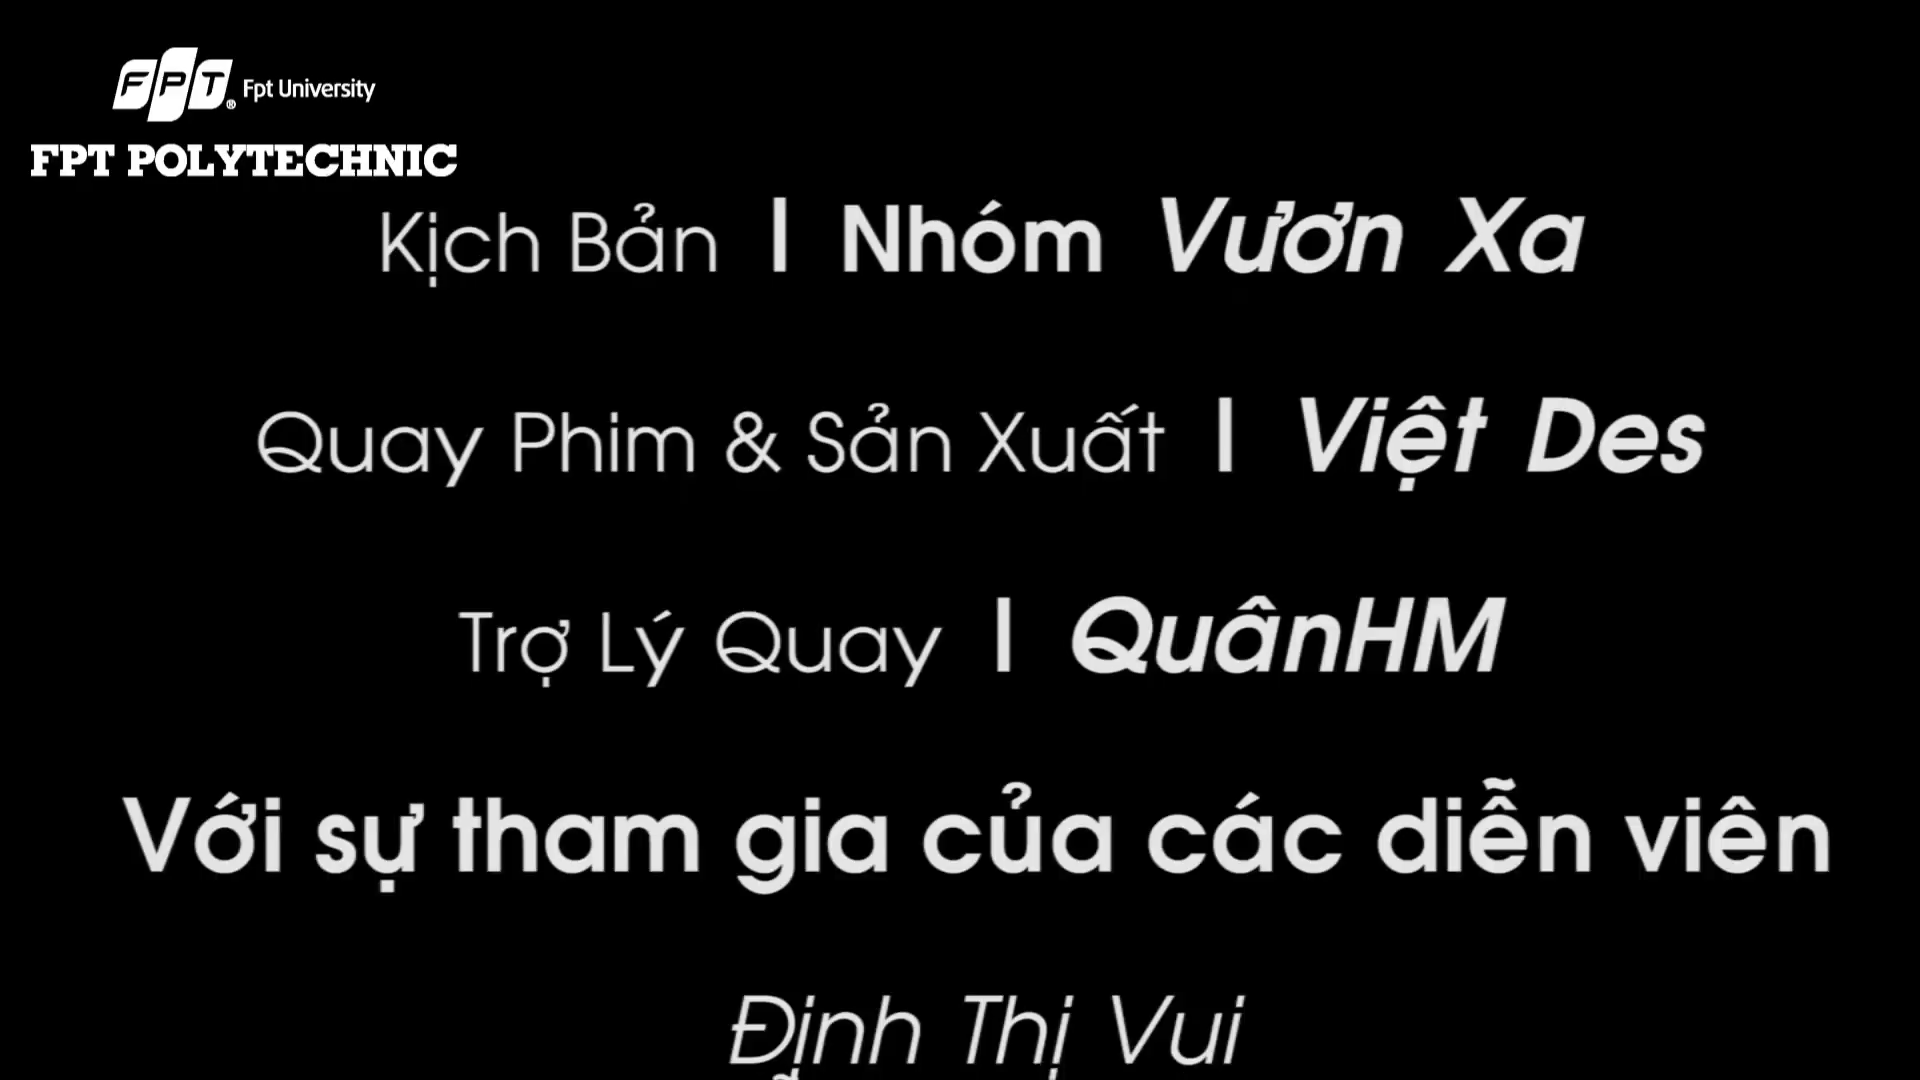 FPT® Fpt University
FPT POLYTECHNIC
Kịch Bản | Nhóm Vươn Xa
Quay Phim & Sản Xuất | Việt Des
Trợ Lý Quay | QuânHM
Với sự tham gia của các diễn viên
Định Thị Vui